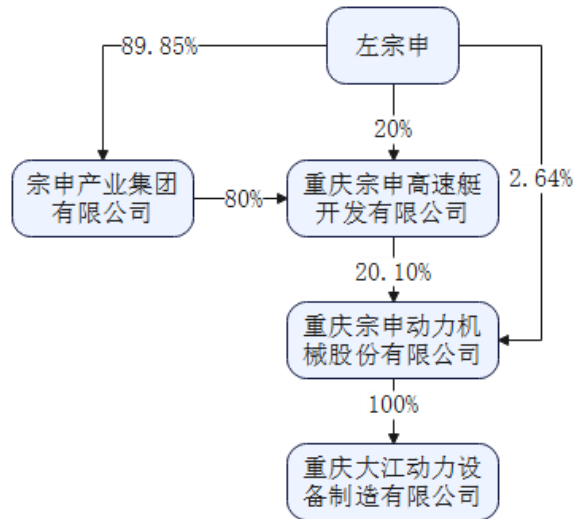 左宗申
89.85%
20%
2.64%
宗申产业集团
有限公司
80%
重庆宗申高速艇
开发有限公司
20.10%
重庆宗申动力机
械股份有限公司
100%
重庆大江动力设
备制造有限公司